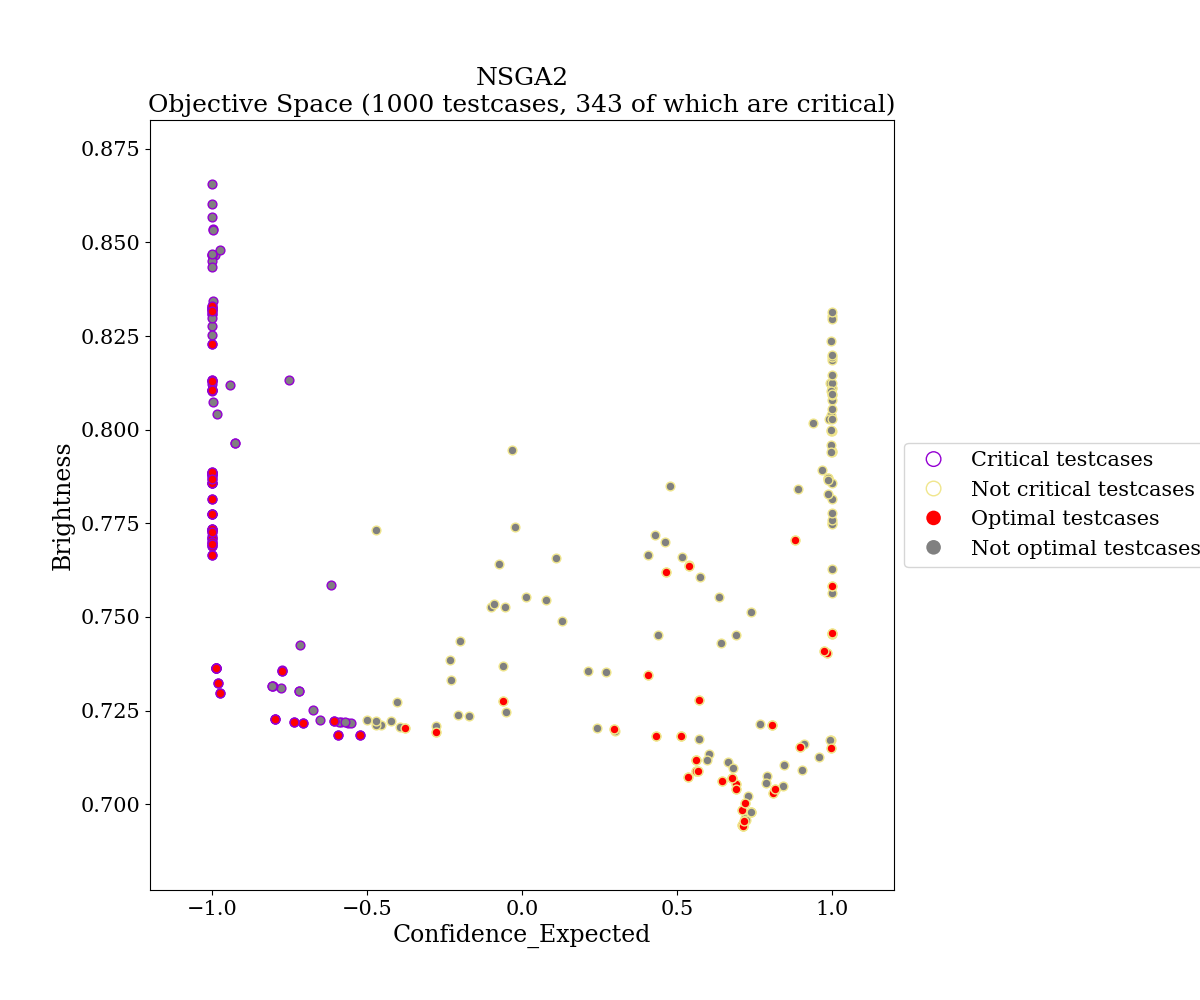 NSGA2
Objective Space (1000 testcases, 343 of which are critical)
0.875
0.850
0.825
0.800
0.775
0.750
0.725
0.700
Brightness
−1.0
−0.5
0.0
0.5
1.0
Confidence_Expected
Critical testcases
Not critical testcases
Optimal testcases
Not optimal testcases